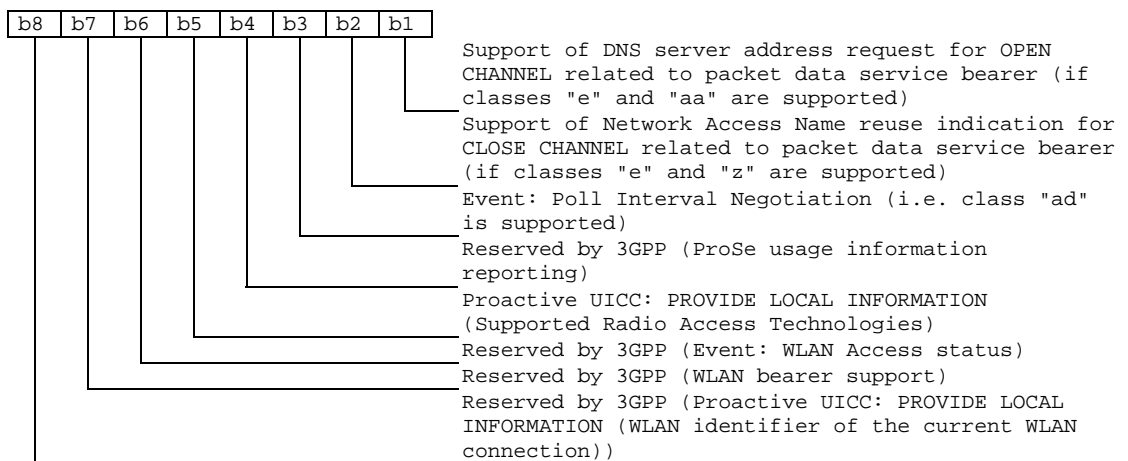 b8 b7 b6 b5 b4 b3 b2 b1
Support of DNS server address request for OPEN
CHANNEL related to packet data service bearer (if
classes "e" and "aa" are supported)
Support of Network Access Name reuse indication for
CLOSE CHANNEL related to packet data service bearer
(if classes "e" and "z" are supported)
Event: Poll Interval Negotiation (i.e. class "ad"
is supported)
Reserved by 3GPP (ProSe usage information
reporting)
Proactive UICC: PROVIDE LOCAL INFORMATION
(Supported Radio Access Technologies)
Reserved by 3GPP (Event: WLAN Access status)
Reserved by 3GPP (WLAN bearer support)
Reserved by 3GPP (Proactive UICC: PROVIDE LOCAL
INFORMATION (WLAN identifier of the current WLAN
connection))